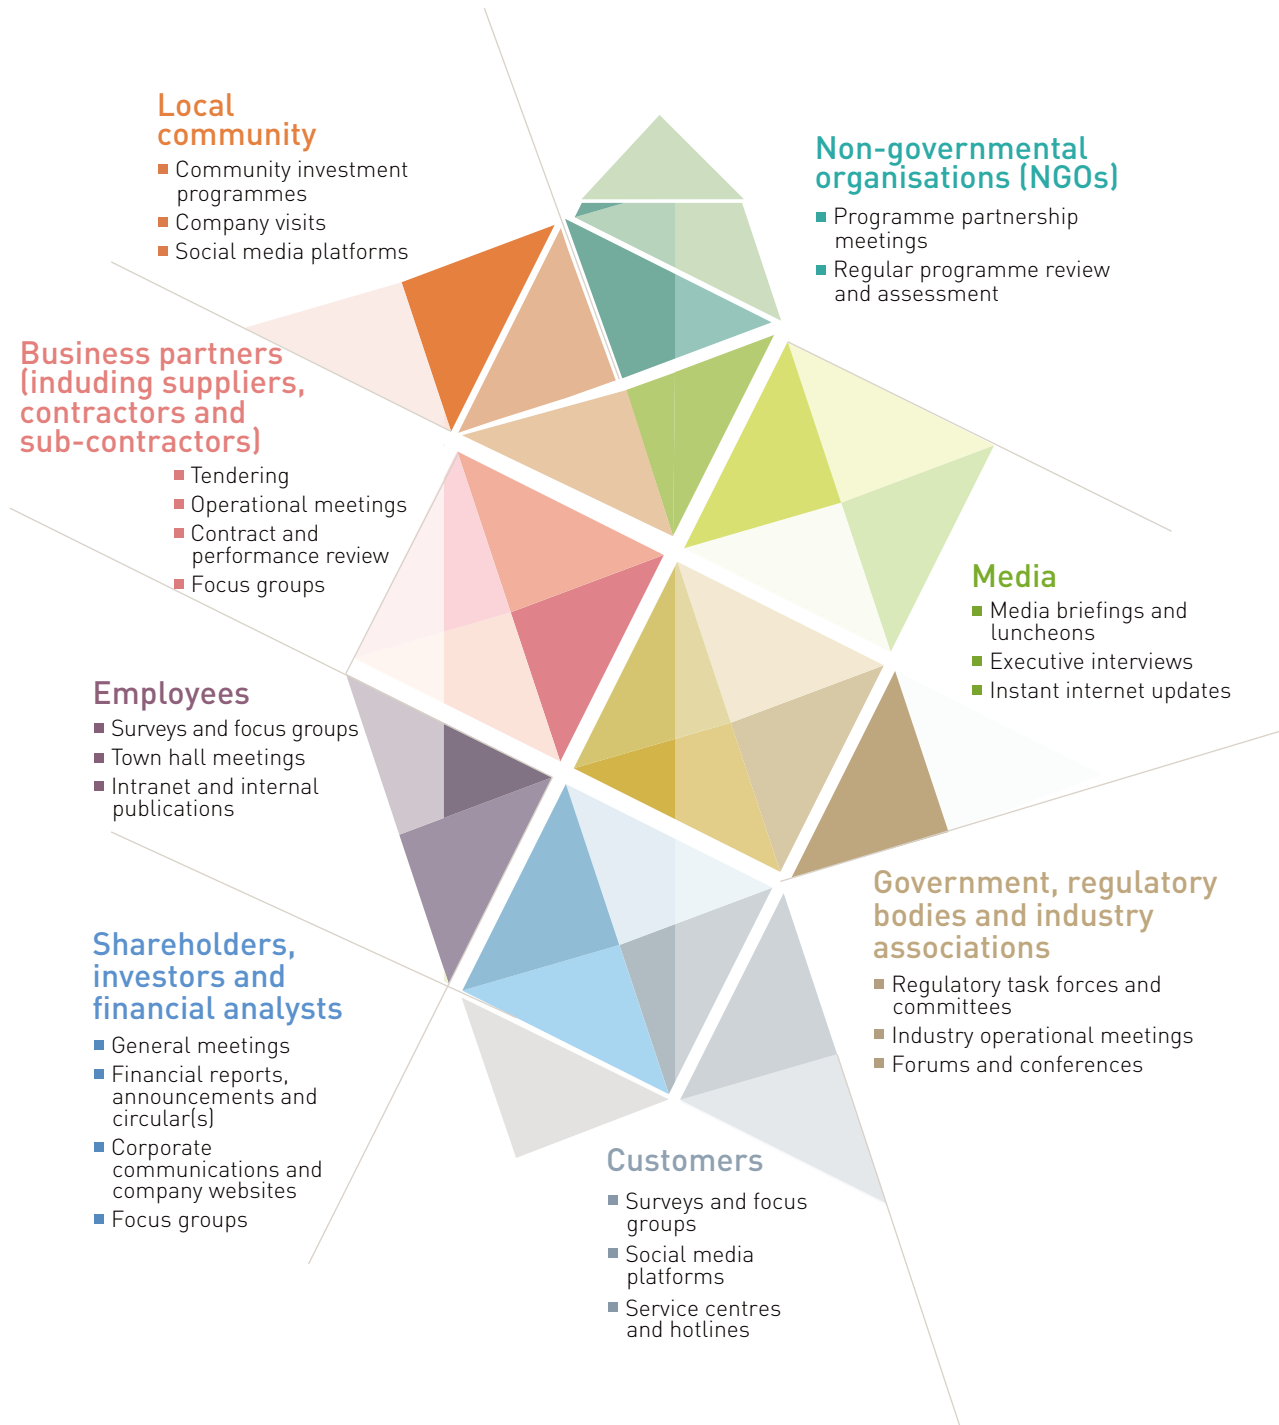 Local
community
Community investment
programmes
Company visits
Social media platforms
Non-governmental
organisations (NGOs)
Programme partnership
meetings
Regular programme review
and assessment
Business partners
(induding suppliers,
contractors and
sub-contractors)
Tendering
Operational meetings
Contract and
performance review
Focus groups
Media
Media briefings and
luncheons
Executive interviews
Instant internet updates
Employees
Surveys and focus groups
Town hall meetings
Intranet and internal
publications
Government, regulatory
bodies and industry
associations
Regulatory task forces and
committees
Industry operational meetings
Forums and conferences
Shareholders,
investors and
financial analysts
General meetings
Financial reports,
announcements and
circular(s)
Corporate
communications and
company websites
Focus groups
Customers
Surveys and focus
groups
Social media
platforms
Service centres
and hotlines